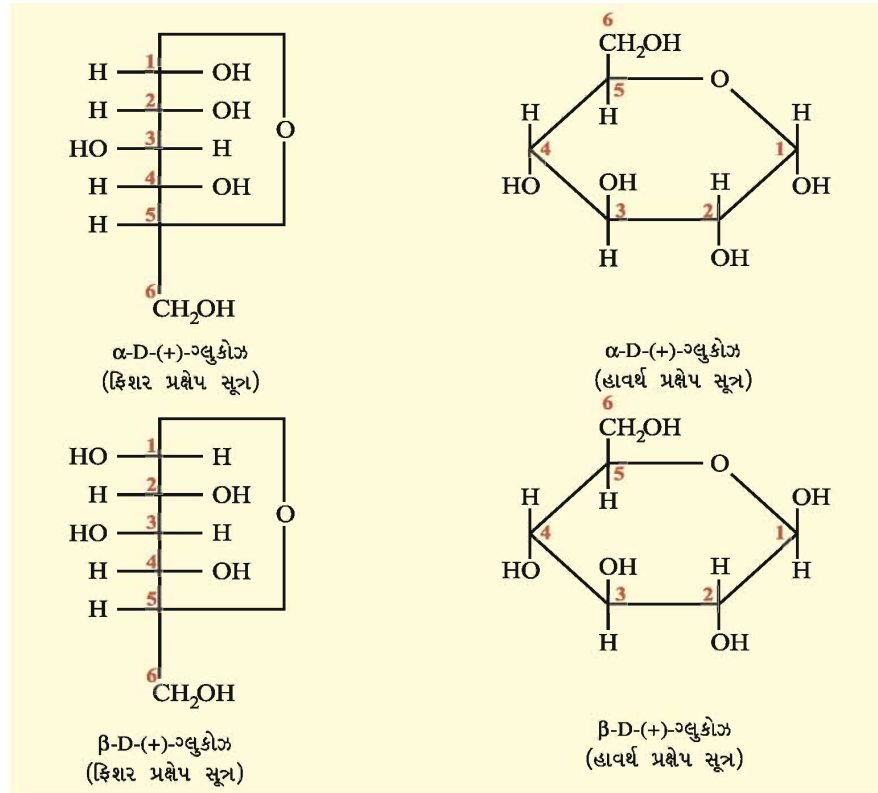 1
H OH
2
H OH
O
3
HO H
4
H OH
5
H
6
CH₂OH
α-D-(+)-ગ્લુકોઝ
(ફિશર પ્રક્ષેપ સૂત્ર)
6
CH₂OH
5 O
H H H
4 1
HO OH H OH
3 2
H OH
α-D-(+)-ગ્લુકોઝ
(હાવર્થ પ્રક્ષેપ સૂત્ર)
1
HO H
2
H OH
O
3
HO H
4
H OH
5
H
6
CH₂OH
β-D-(+)-ગ્લુકોઝ
(ફિશર પ્રક્ષેપ સૂત્ર)
6
CH₂OH
5 O
H H OH
4 1
HO OH H H
3 2
H OH
β-D-(+)-ગ્લુકોઝ
(હાવર્થ પ્રક્ષેપ સૂત્ર)